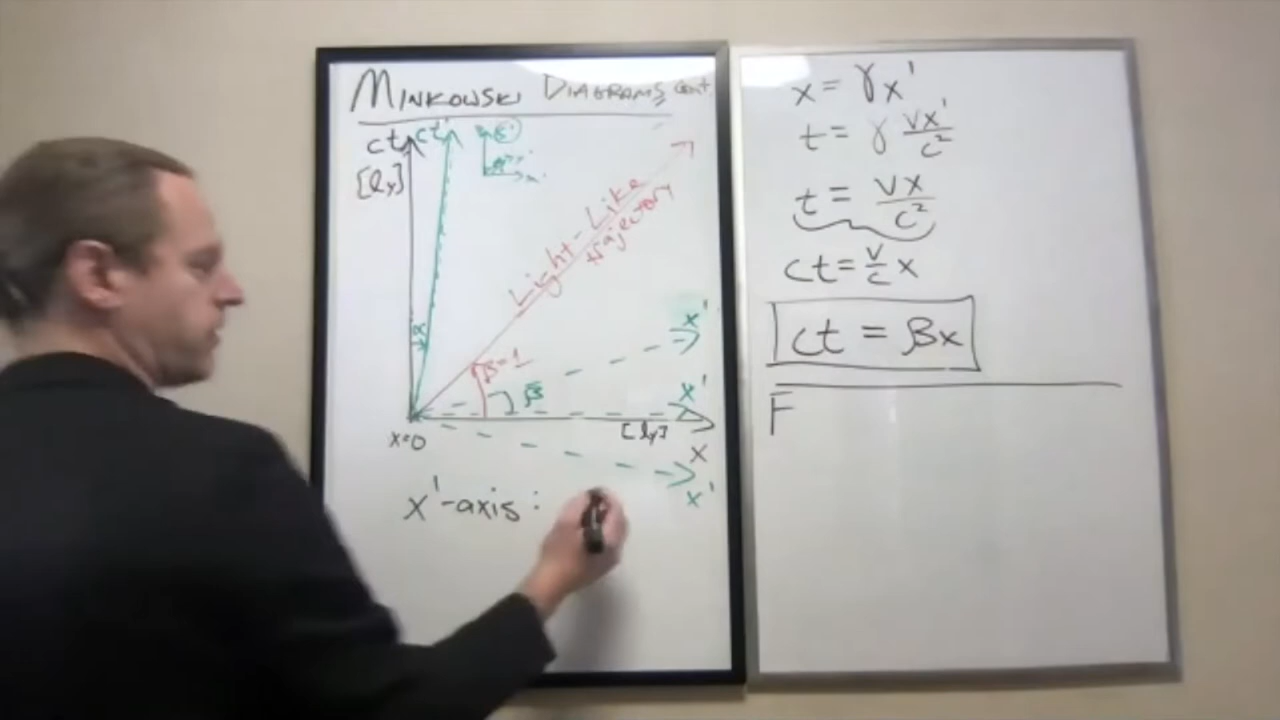 MINKOWSKI DIAGRAMS cont.
ct ct'
[ly]
Light-Like
trajectory
β=1
β
x'
x'
x=0
[ly]
x
x'
x'-axis:
x = γx'
t = γ vx'/c²
t = vx/c²
ct = v/c x
ct = βx
F